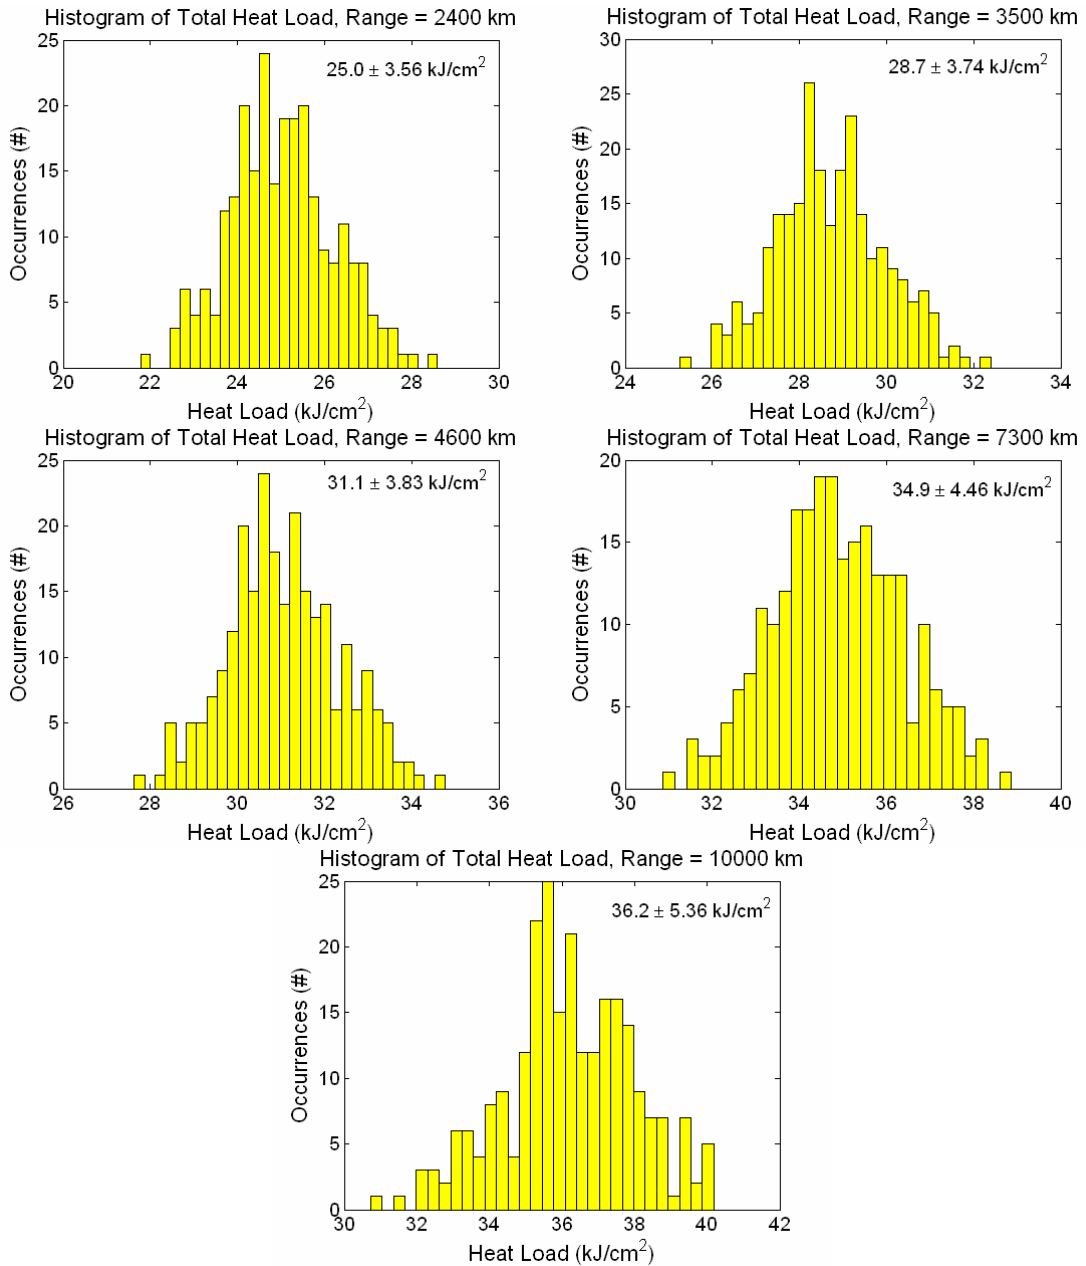 Histogram of Total Heat Load, Range = 2400 km
25.0 ± 3.56 kJ/cm²
Occurrences (#)
25
20
15
10
5
0
20 22 24 26 28 30
Heat Load (kJ/cm²)
Histogram of Total Heat Load, Range = 3500 km
28.7 ± 3.74 kJ/cm²
Occurrences (#)
30
25
20
15
10
5
0
24 26 28 30 32 34
Heat Load (kJ/cm²)
Histogram of Total Heat Load, Range = 4600 km
31.1 ± 3.83 kJ/cm²
Occurrences (#)
25
20
15
10
5
0
26 28 30 32 34 36
Heat Load (kJ/cm²)
Histogram of Total Heat Load, Range = 7300 km
34.9 ± 4.46 kJ/cm²
Occurrences (#)
20
15
10
5
0
30 32 34 36 38 40
Heat Load (kJ/cm²)
Histogram of Total Heat Load, Range = 10000 km
36.2 ± 5.36 kJ/cm²
Occurrences (#)
25
20
15
10
5
0
30 32 34 36 38 40 42
Heat Load (kJ/cm²)